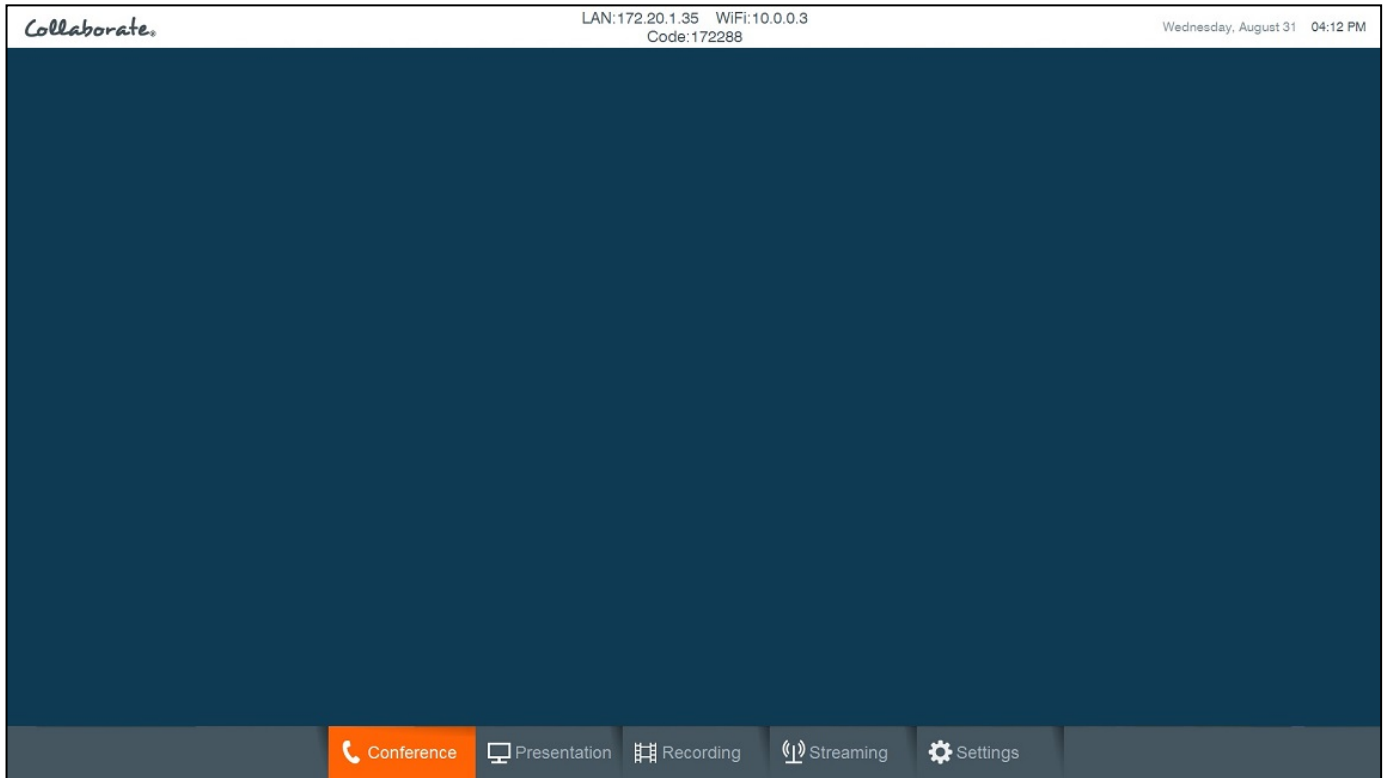 Collaborate®
LAN:172.20.1.35 WiFi:10.0.0.3
Code:172288
Wednesday, August 31 04:12 PM
Conference
Presentation
Recording
Streaming
Settings